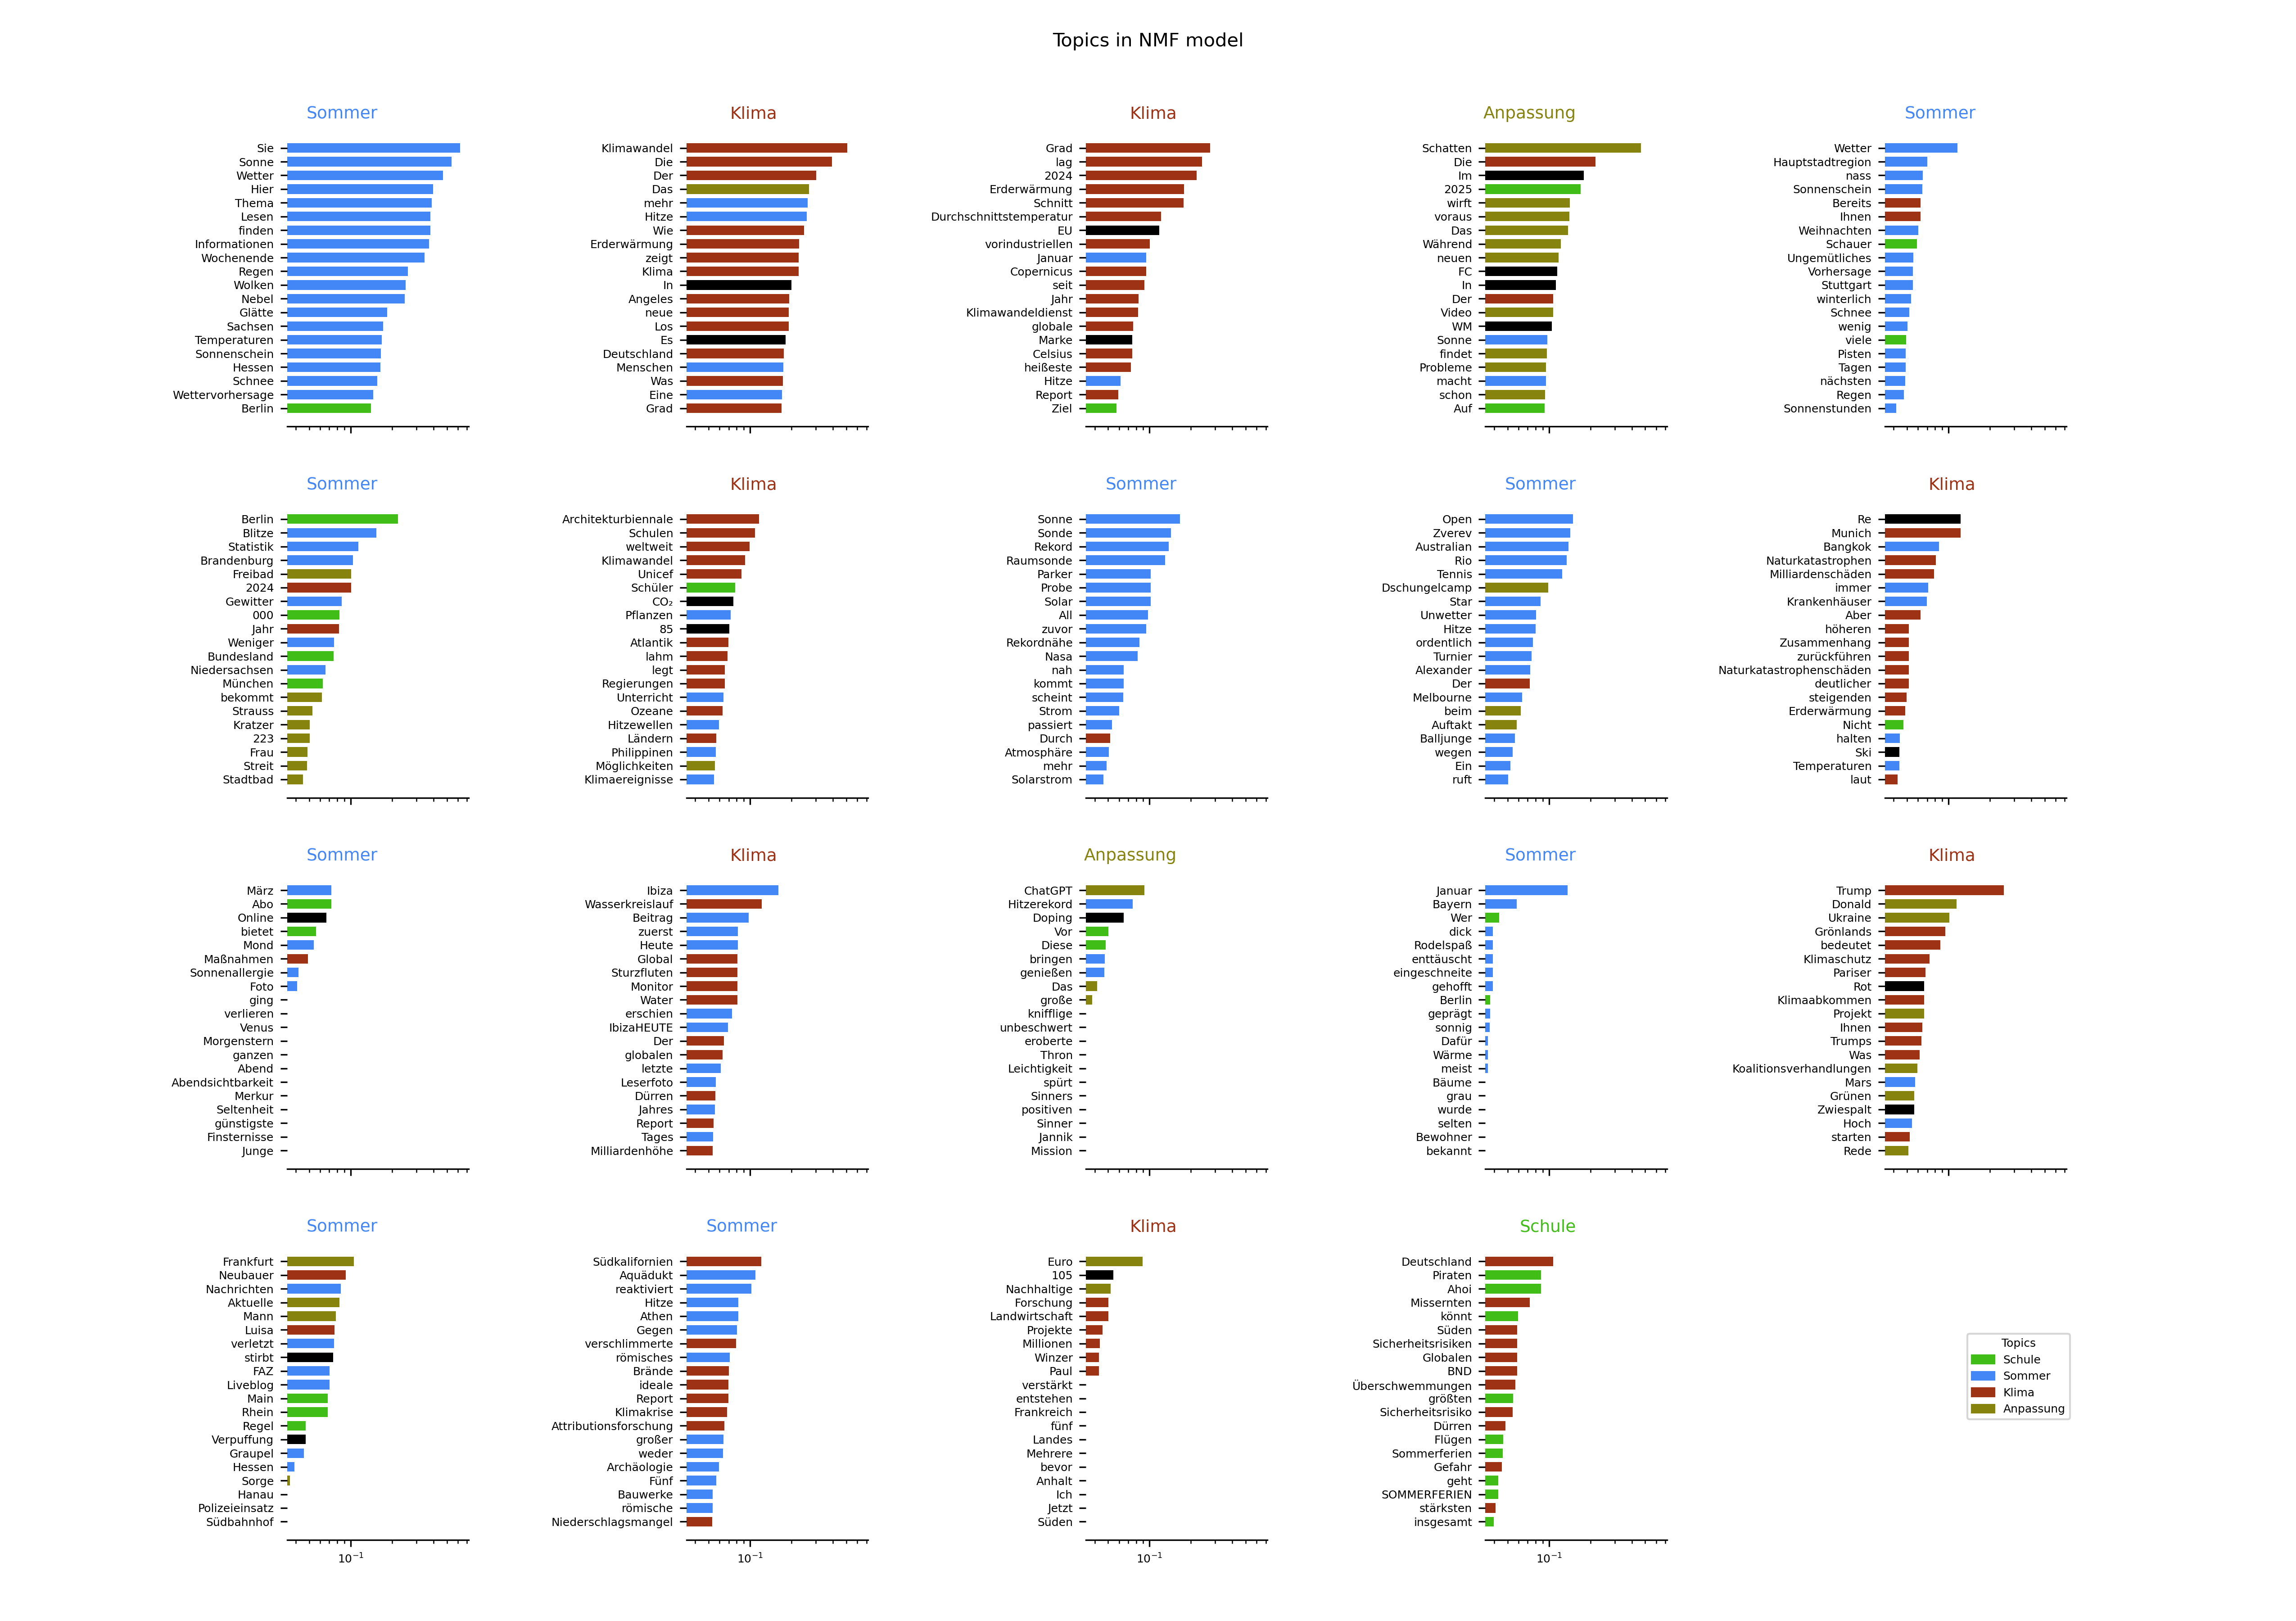 Topics in NMF model
Sommer
Sie
Sonne
Wetter
Hier
Thema
Lesen
finden
Informationen
Wochenende
Regen
Wolken
Nebel
Glätte
Sachsen
Temperaturen
Sonnenschein
Hessen
Schnee
Wettervorhersage
Berlin
Klima
Klimawandel
Die
Der
Das
mehr
Hitze
Wie
Erderwärmung
zeigt
Klima
In
Angeles
neue
Los
Es
Deutschland
Menschen
Was
Eine
Grad
Klima
Grad
lag
2024
Erderwärmung
Schnitt
Durchschnittstemperatur
EU
vorindustriellen
Januar
Copernicus
seit
Jahr
Klimawandeldienst
globale
Marke
Celsius
heißeste
Hitze
Report
Ziel
Anpassung
Schatten
Die
Im
2025
wirft
voraus
Das
Während
neuen
FC
In
Der
Video
WM
Sonne
findet
Probleme
macht
schon
Auf
Sommer
Wetter
Hauptstadtregion
nass
Sonnenschein
Bereits
Ihnen
Weihnachten
Schauer
Ungemütliches
Vorhersage
Stuttgart
winterlich
Schnee
wenig
viele
Pisten
Tagen
nächsten
Regen
Sonnenstunden
Sommer
Berlin
Blitze
Statistik
Brandenburg
Freibad
2024
Gewitter
000
Jahr
Weniger
Bundesland
Niedersachsen
München
bekommt
Strauss
Kratzer
223
Frau
Streit
Stadtbad
Klima
Architekturbiennale
Schulen
weltweit
Klimawandel
Unicef
Schüler
CO₂
Pflanzen
85
Atlantik
lahm
legt
Regierungen
Unterricht
Ozeane
Hitzewellen
Ländern
Philippinen
Möglichkeiten
Klimaereignisse
Sommer
Sonne
Sonde
Rekord
Raumsonde
Parker
Probe
Solar
All
zuvor
Rekordnähe
Nasa
nah
kommt
scheint
Strom
passiert
Durch
Atmosphäre
mehr
Solarstrom
Sommer
Open
Zverev
Australian
Rio
Tennis
Dschungelcamp
Star
Unwetter
Hitze
ordentlich
Turnier
Alexander
Der
Melbourne
beim
Auftakt
Balljunge
wegen
Ein
ruft
Klima
Re
Munich
Bangkok
Naturkatastrophen
Milliardenschäden
immer
Krankenhäuser
Aber
höheren
Zusammenhang
zurückführen
Naturkatastrophenschäden
deutlicher
steigenden
Erderwärmung
Nicht
halten
Ski
Temperaturen
laut
Sommer
März
Abo
Online
bietet
Mond
Maßnahmen
Sonnenallergie
Foto
ging
verlieren
Venus
Morgenstern
ganzen
Abend
Abendsichtbarkeit
Merkur
Seltenheit
günstigste
Finsternisse
Junge
Klima
Ibiza
Wasserkreislauf
Beitrag
zuerst
Heute
Global
Sturzfluten
Monitor
Water
erschien
IbizaHEUTE
Der
globalen
letzte
Leserfoto
Dürren
Jahres
Report
Tages
Milliardenhöhe
Anpassung
ChatGPT
Hitzerekord
Doping
Vor
Diese
bringen
genießen
Das
große
knifflige
unbeschwert
eroberte
Thron
Leichtigkeit
spürt
Sinners
positiven
Sinner
Jannik
Mission
Sommer
Januar
Bayern
Wer
dick
Rodelspaß
enttäuscht
eingeschneite
gehofft
Berlin
geprägt
sonnig
Dafür
Wärme
meist
Bäume
grau
wurde
selten
Bewohner
bekannt
Klima
Trump
Donald
Ukraine
Grönlands
bedeutet
Klimaschutz
Pariser
Rot
Klimaabkommen
Projekt
Ihnen
Trumps
Was
Koalitionsverhandlungen
Mars
Grünen
Zwiespalt
Hoch
starten
Rede
Sommer
Frankfurt
Neubauer
Nachrichten
Aktuelle
Mann
Luisa
verletzt
stirbt
FAZ
Liveblog
Main
Rhein
Regel
Verpuffung
Graupel
Hessen
Sorge
Hanau
Polizeieinsatz
Südbahnhof
10⁻¹
Sommer
Südkalifornien
Aquädukt
reaktiviert
Hitze
Athen
Gegen
verschlimmerte
römisches
Brände
ideale
Report
Klimakrise
Attributionsforschung
großer
weder
Archäologie
Fünf
Bauwerke
römische
Niederschlagsmangel
10⁻¹
Klima
Euro
105
Nachhaltige
Forschung
Landwirtschaft
Projekte
Millionen
Winzer
Paul
verstärkt
entstehen
Frankreich
fünf
Landes
Mehrere
bevor
Anhalt
Ich
Jetzt
Süden
10⁻¹
Schule
Deutschland
Piraten
Ahoi
Missernten
könnt
Süden
Sicherheitsrisiken
Globalen
BND
Überschwemmungen
größten
Sicherheitsrisiko
Dürren
Flügen
Sommerferien
Gefahr
geht
SOMMERFERIEN
stärksten
insgesamt
10⁻¹
Topics
Schule
Sommer
Klima
Anpassung